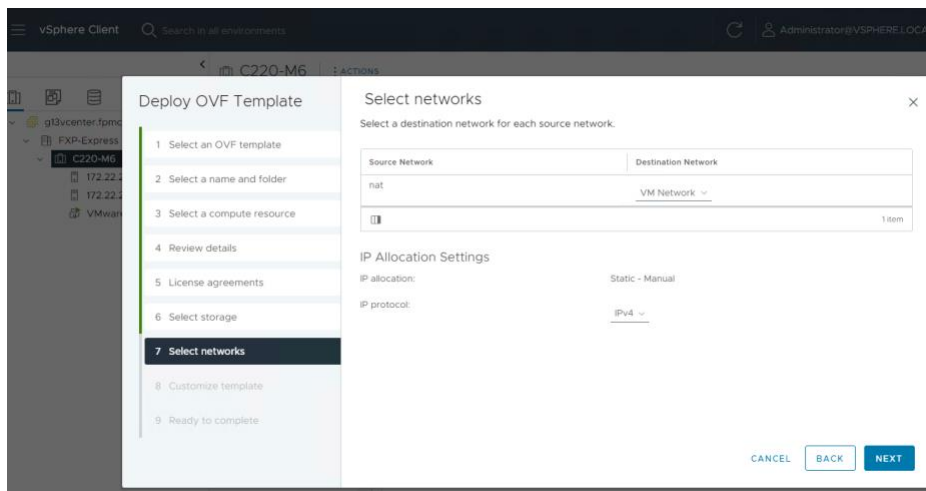 vSphere Client
Search in all environments
Administrator@VSPHERE.LOCA
C220-M6
ACTIONS
g13vcenter.fpmc
FXP-Express
C220-M6
172.22.2
172.22.2
VMwar
Deploy OVF Template
1 Select an OVF template
2 Select a name and folder
3 Select a compute resource
4 Review details
5 License agreements
6 Select storage
7 Select networks
8 Customize template
9 Ready to complete
Select networks
Select a destination network for each source network.
Source Network Destination Network
nat VM Network
1 item
IP Allocation Settings
IP allocation: Static - Manual
IP protocol: IPv4
CANCEL BACK NEXT